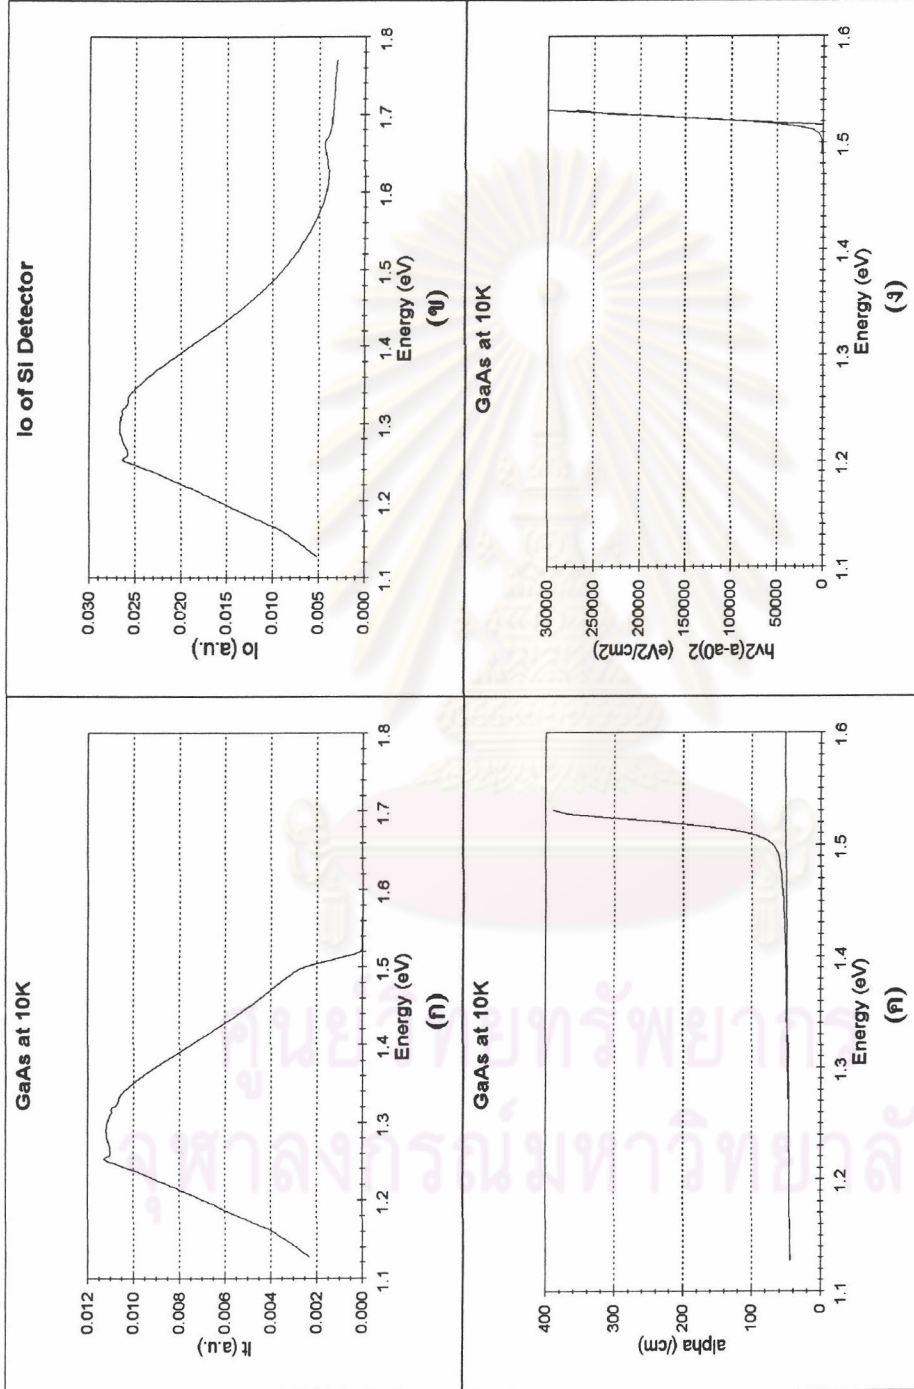 GaAs at 10K
It (a.u.)
0.012
0.010
0.008
0.006
0.004
0.002
0.000
1.1 1.2 1.3 1.4 1.5 1.6 1.7 1.8
Energy (eV)
(ก)
Io of Si Detector
Io (a.u.)
0.030
0.025
0.020
0.015
0.010
0.005
0.000
1.1 1.2 1.3 1.4 1.5 1.6 1.7 1.8
Energy (eV)
(ข)
GaAs at 10K
alpha (/cm)
400
300
200
100
0
1.1 1.2 1.3 1.4 1.5 1.6
Energy (eV)
(ค)
GaAs at 10K
hv2(a-a0)2 (eV2/cm2)
300000
250000
200000
150000
100000
50000
0
1.1 1.2 1.3 1.4 1.5 1.6
Energy (eV)
(ง)
ศูนย์วิทยทรัพยากร
จุฬาลงกรณ์มหาวิทยาลั